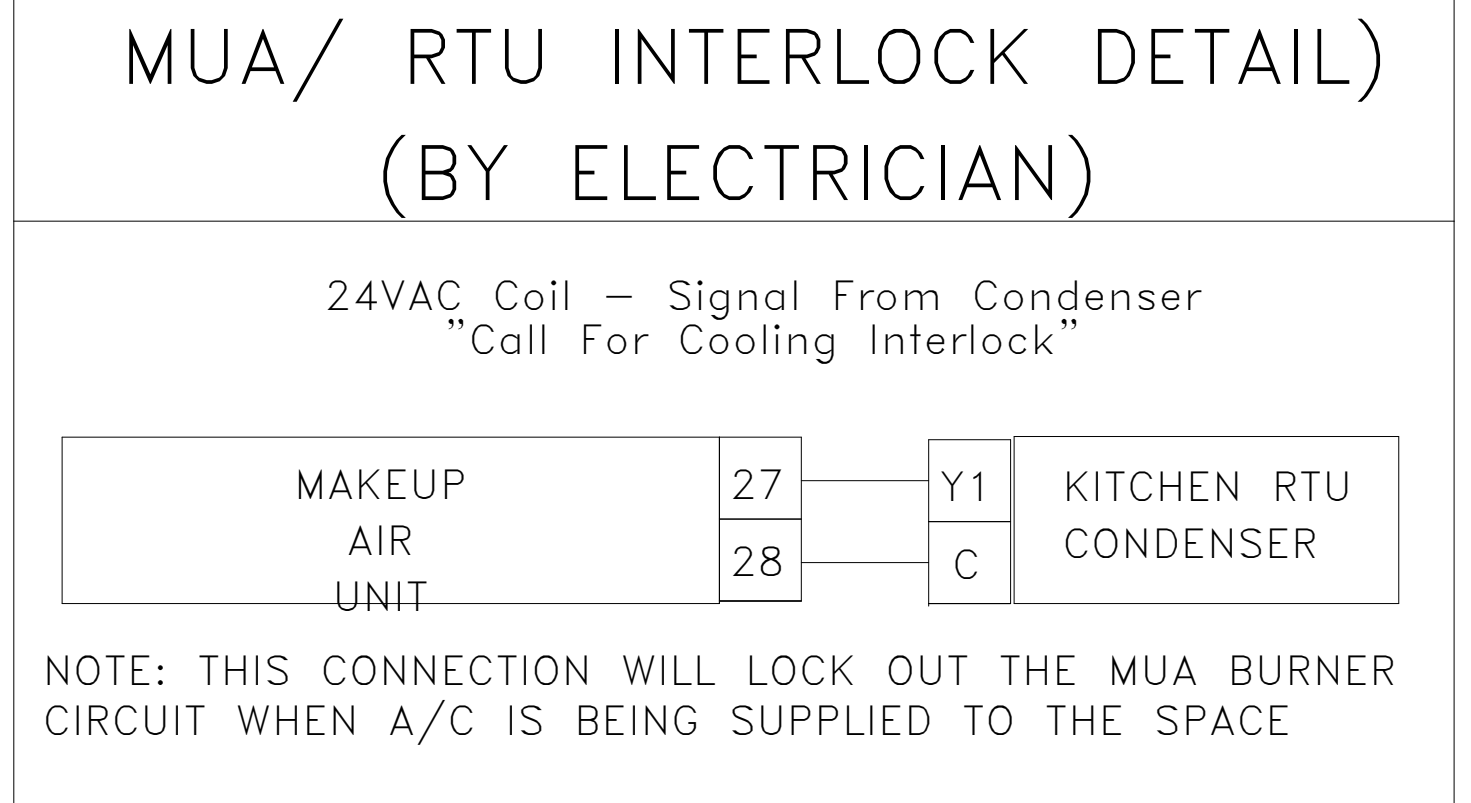 MUA/ RTU INTERLOCK DETAIL)
(BY ELECTRICIAN)
24VAC Coil – Signal From Condenser
"Call For Cooling Interlock"
MAKEUP
AIR
UNIT
27
28
Y1
C
KITCHEN RTU
CONDENSER
NOTE: THIS CONNECTION WILL LOCK OUT THE MUA BURNER
CIRCUIT WHEN A/C IS BEING SUPPLIED TO THE SPACE